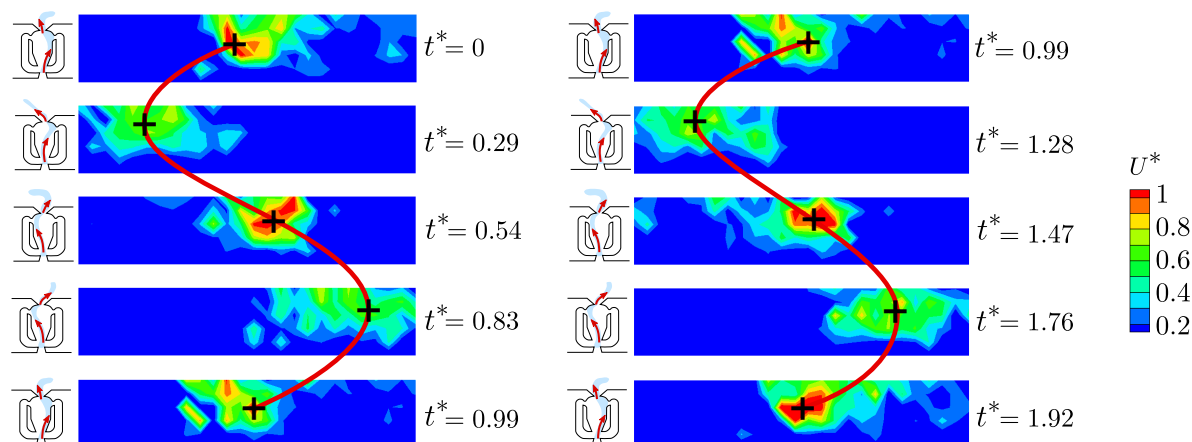 t* = 0
t* = 0.29
t* = 0.54
t* = 0.83
t* = 0.99
t* = 0.99
t* = 1.28
t* = 1.47
t* = 1.76
t* = 1.92
U*
1
0.8
0.6
0.4
0.2